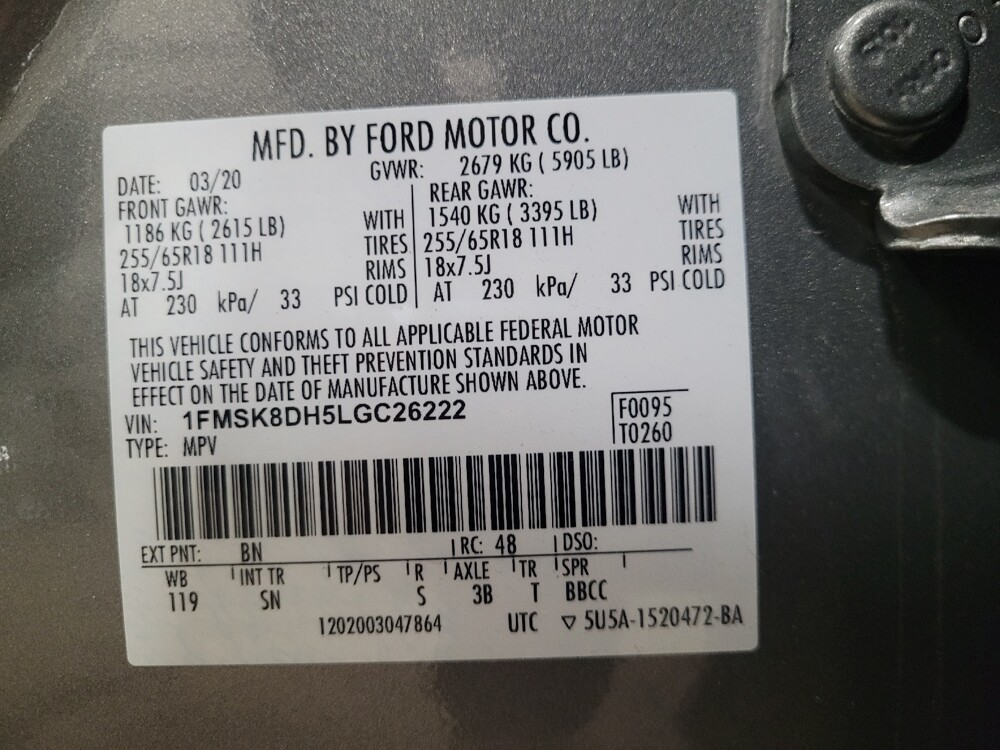 MFD. BY FORD MOTOR CO.
DATE: 03/20 GVWR: 2679 KG ( 5905 LB)
FRONT GAWR: REAR GAWR:
1186 KG ( 2615 LB) WITH 1540 KG ( 3395 LB) WITH
255/65R18 111H TIRES 255/65R18 111H TIRES
18x7.5J RIMS 18x7.5J RIMS
AT 230 kPa/ 33 PSI COLD AT 230 kPa/ 33 PSI COLD
THIS VEHICLE CONFORMS TO ALL APPLICABLE FEDERAL MOTOR
VEHICLE SAFETY AND THEFT PREVENTION STANDARDS IN
EFFECT ON THE DATE OF MANUFACTURE SHOWN ABOVE.
VIN: 1FMSK8DH5LGC26222 F0095
TYPE: MPV T0260
EXT PNT: BN RC: 48 DSO:
WB INT TR TP/PS R AXLE TR SPR
119 SN S 3B T BBCC
1202003047864 UTC ▽ 5U5A-1520472-BA